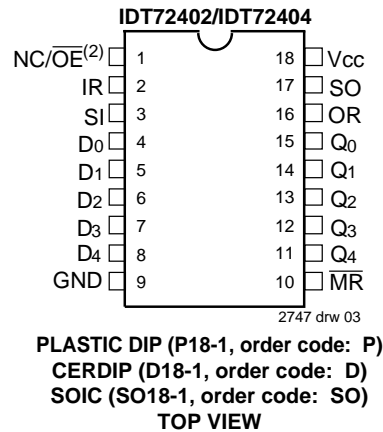 IDT72402/IDT72404
NC/OE(2) 1 18 Vcc
IR 2 17 SO
SI 3 16 OR
D0 4 15 Q0
D1 5 14 Q1
D2 6 13 Q2
D3 7 12 Q3
D4 8 11 Q4
GND 9 10 MR
2747 drw 03
PLASTIC DIP (P18-1, order code: P)
CERDIP (D18-1, order code: D)
SOIC (SO18-1, order code: SO)
TOP VIEW